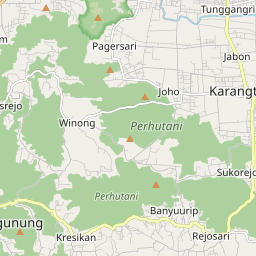 Tunggangri
Pagersari
Jabon
Joho
Karangt
srejo
Winong
Perhutani
Sukorejo
Perhutani
Banyuurip
gunung
Kresikan
Rejosari